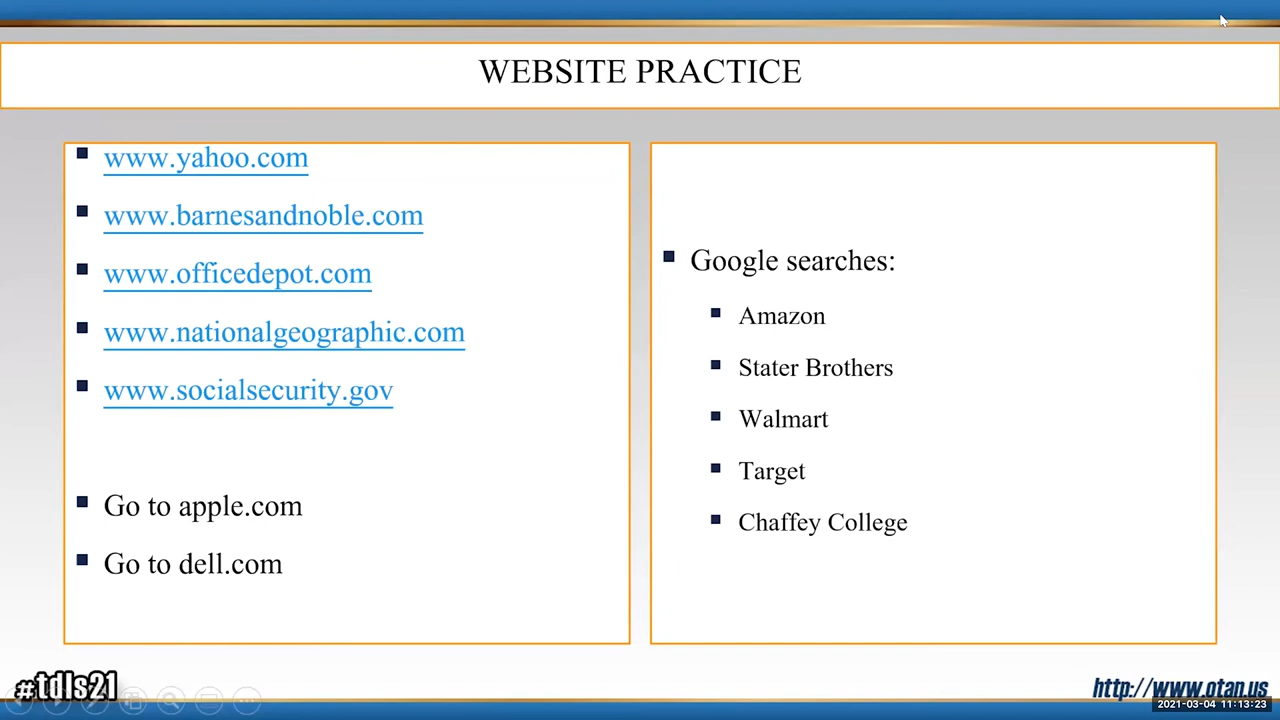 WEBSITE PRACTICE
www.yahoo.com
www.barnesandnoble.com
www.officedepot.com
www.nationalgeographic.com
www.socialsecurity.gov
Go to apple.com
Go to dell.com
Google searches:
Amazon
Stater Brothers
Walmart
Target
Chaffey College
#tdls21
http://www.otan.us
2021-03-04 11:13:23